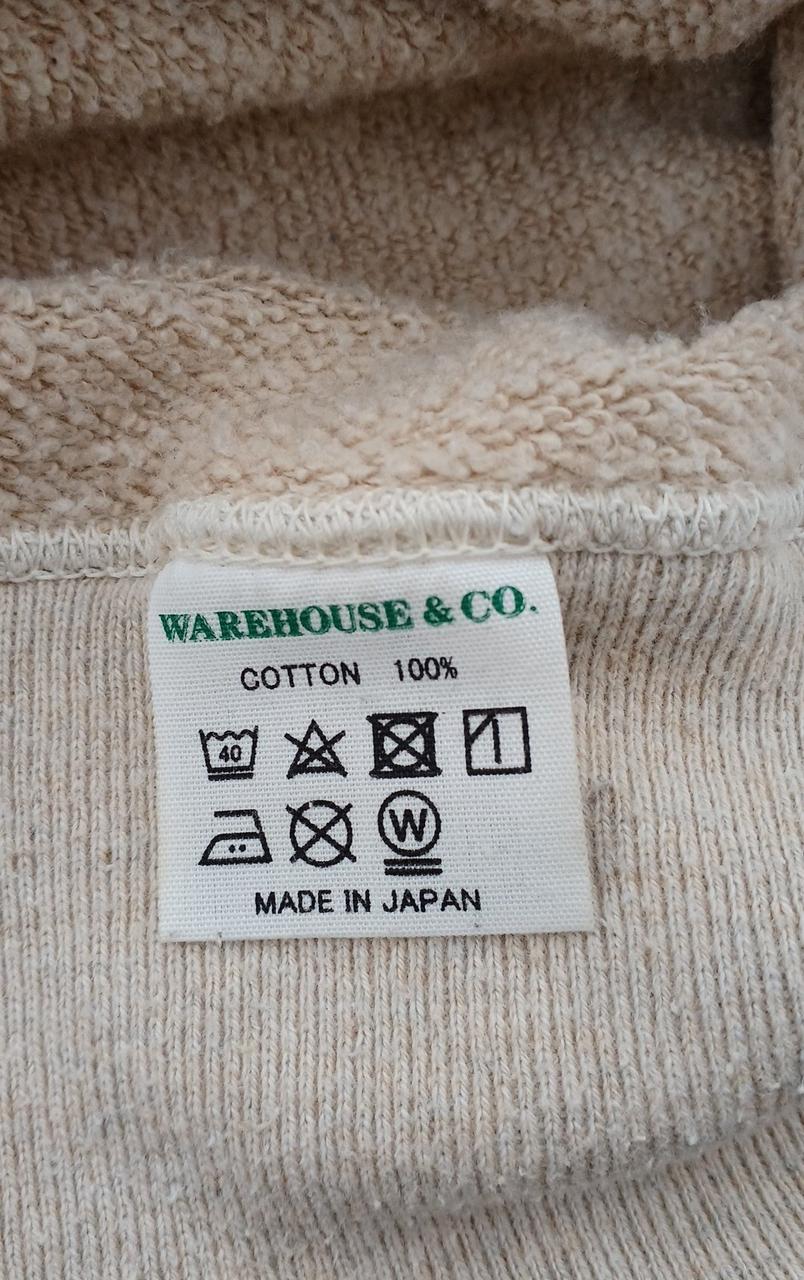 WAREHOUSE & CO.
COTTON 100%
40
W
MADE IN JAPAN